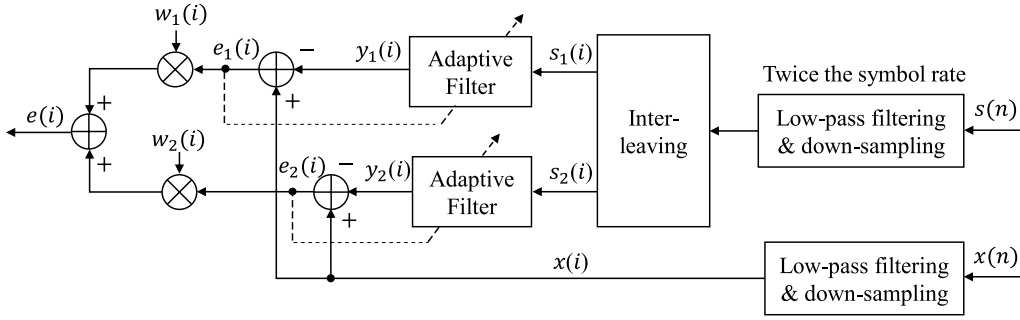 w₁(i)
e₁(i)
−
y₁(i)
Adaptive
Filter
s₁(i)
Twice the symbol rate
+
+
e(i)
Inter-
leaving
Low-pass filtering
& down-sampling
s(n)
+
w₂(i)
e₂(i)
−
y₂(i)
Adaptive
Filter
s₂(i)
+
x(i)
Low-pass filtering
& down-sampling
x(n)